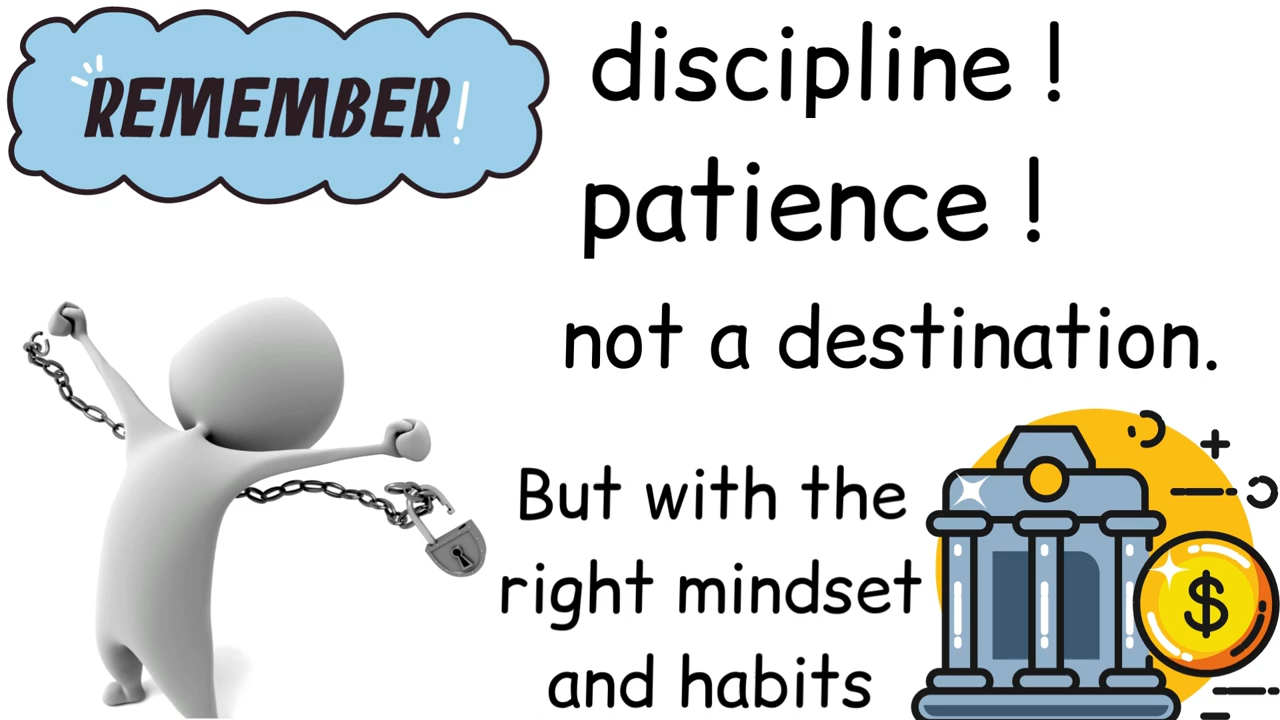 REMEMBER!
discipline !
patience !
not a destination.
But with the
right mindset
and habits
$